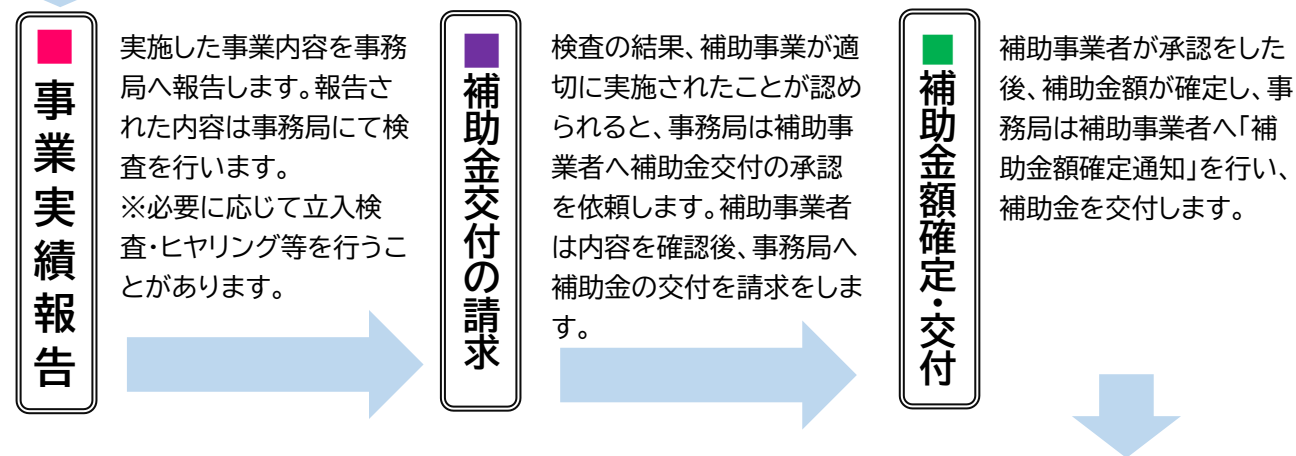 ■事業実績報告
実施した事業内容を事務
局へ報告します。報告さ
れた内容は事務局にて検
査を行います。
※必要に応じて立入検
査・ヒヤリング等を行うこ
とがあります。
■補助金交付の請求
検査の結果、補助事業が適
切に実施されたことが認め
られると、事務局は補助事
業者へ補助金交付の承認
を依頼します。補助事業者
は内容を確認後、事務局へ
補助金の交付を請求をしま
す。
■補助金額確定・交付
補助事業者が承認をした
後、補助金額が確定し、事
務局は補助事業者へ「補
助金額確定通知」を行い、
補助金を交付します。